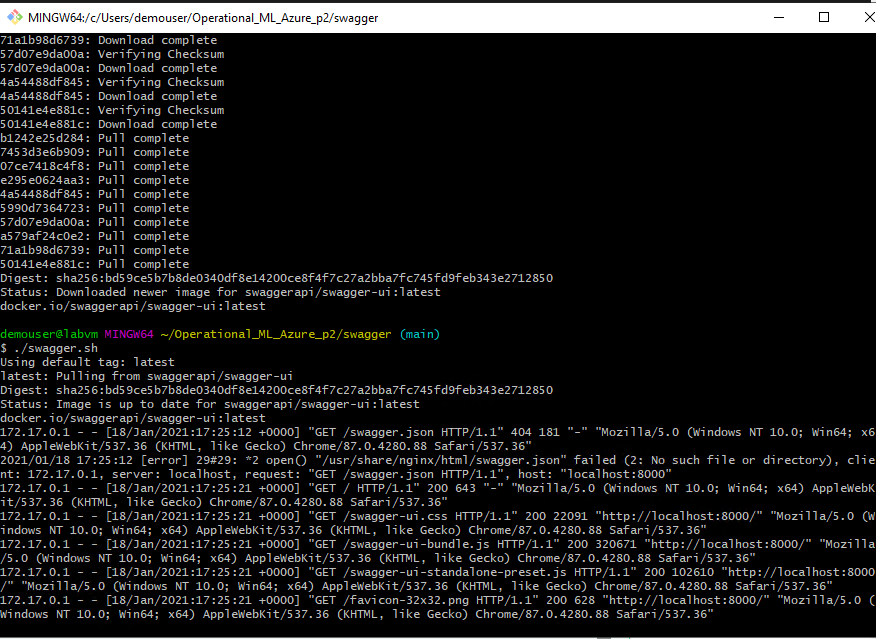 MINGW64:/c/Users/demouser/Operational_ML_Azure_p2/swagger
71a1b98d6739: Download complete
57d07e9da00a: Verifying Checksum
57d07e9da00a: Download complete
4a54488df845: Verifying Checksum
4a54488df845: Download complete
50141e4e881c: Verifying Checksum
50141e4e881c: Download complete
b1242e25d284: Pull complete
7453d3e6b909: Pull complete
07ce7418c4f8: Pull complete
e295e0624aa3: Pull complete
4a54488df845: Pull complete
5990d7364723: Pull complete
57d07e9da00a: Pull complete
a579af24c0e2: Pull complete
71a1b98d6739: Pull complete
50141e4e881c: Pull complete
Digest: sha256:bd59ce5b7b8de0340df8e14200ce8f4f7c27a2bba7fc745fd9feb343e2712850
Status: Downloaded newer image for swaggerapi/swagger-ui:latest
docker.io/swaggerapi/swagger-ui:latest
demouser@labvm MINGW64 ~/Operational_ML_Azure_p2/swagger (main)
$ ./swagger.sh
Using default tag: latest
latest: Pulling from swaggerapi/swagger-ui
Digest: sha256:bd59ce5b7b8de0340df8e14200ce8f4f7c27a2bba7fc745fd9feb343e2712850
Status: Image is up to date for swaggerapi/swagger-ui:latest
docker.io/swaggerapi/swagger-ui:latest
172.17.0.1 - - [18/Jan/2021:17:25:12 +0000] "GET /swagger.json HTTP/1.1" 404 181 "-" "Mozilla/5.0 (Windows NT 10.0; Win64; x6
4) AppleWebKit/537.36 (KHTML, like Gecko) Chrome/87.0.4280.88 Safari/537.36"
2021/01/18 17:25:12 [error] 29#29: *2 open() "/usr/share/nginx/html/swagger.json" failed (2: No such file or directory), clie
nt: 172.17.0.1, server: localhost, request: "GET /swagger.json HTTP/1.1", host: "localhost:8000"
172.17.0.1 - - [18/Jan/2021:17:25:21 +0000] "GET / HTTP/1.1" 200 643 "-" "Mozilla/5.0 (Windows NT 10.0; Win64; x64) AppleWebK
it/537.36 (KHTML, like Gecko) Chrome/87.0.4280.88 Safari/537.36"
172.17.0.1 - - [18/Jan/2021:17:25:21 +0000] "GET /swagger-ui.css HTTP/1.1" 200 22091 "http://localhost:8000/" "Mozilla/5.0 (W
indows NT 10.0; Win64; x64) AppleWebKit/537.36 (KHTML, like Gecko) Chrome/87.0.4280.88 Safari/537.36"
172.17.0.1 - - [18/Jan/2021:17:25:21 +0000] "GET /swagger-ui-bundle.js HTTP/1.1" 200 320671 "http://localhost:8000/" "Mozilla
/5.0 (Windows NT 10.0; Win64; x64) AppleWebKit/537.36 (KHTML, like Gecko) Chrome/87.0.4280.88 Safari/537.36"
172.17.0.1 - - [18/Jan/2021:17:25:21 +0000] "GET /swagger-ui-standalone-preset.js HTTP/1.1" 200 102610 "http://localhost:8000
/" "Mozilla/5.0 (Windows NT 10.0; Win64; x64) AppleWebKit/537.36 (KHTML, like Gecko) Chrome/87.0.4280.88 Safari/537.36"
172.17.0.1 - - [18/Jan/2021:17:25:21 +0000] "GET /favicon-32x32.png HTTP/1.1" 200 628 "http://localhost:8000/" "Mozilla/5.0 (
Windows NT 10.0; Win64; x64) AppleWebKit/537.36 (KHTML, like Gecko) Chrome/87.0.4280.88 Safari/537.36"